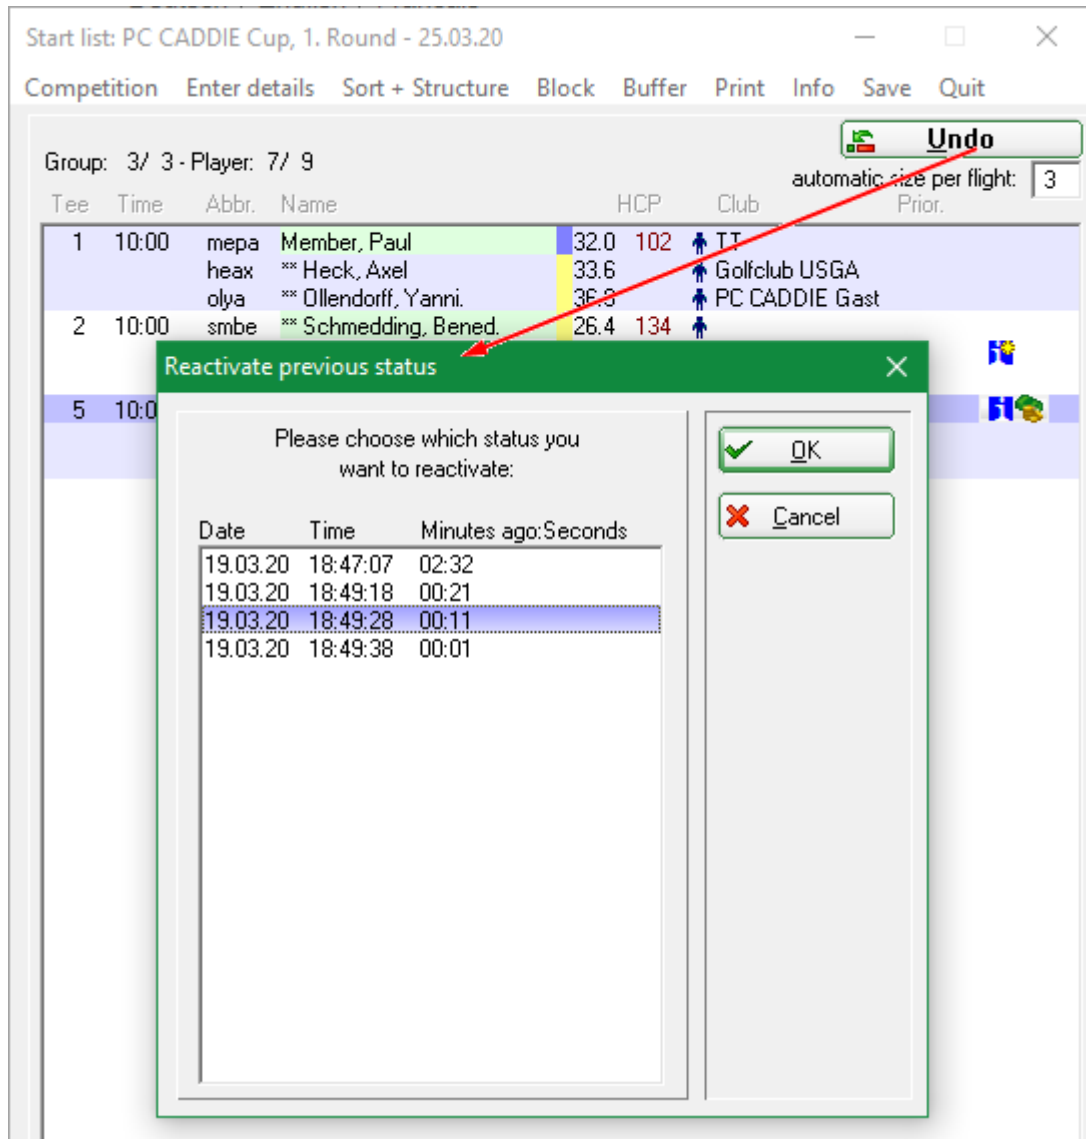 Start list: PC CADDIE Cup, 1. Round - 25.03.20
Competition Enter details Sort + Structure Block Buffer Print Info Save Quit
Undo
Group: 3/ 3 - Player: 7/ 9
automatic size per flight: 3
Tee Time Abbr. Name HCP Club Prior.
1 10:00 mepa Member, Paul 32.0 102 TT
heax ** Heck, Axel 33.6 Golfclub USGA
olya ** Ollendorff, Yanni. PC CADDIE Gast
2 10:00 smbe ** Schmedding, Bened. 26.4 134
Reactivate previous status
5 10:0
Please choose which status you
want to reactivate:
OK
Cancel
Date Time Minutes ago:Seconds
19.03.20 18:47:07 02:32
19.03.20 18:49:18 00:21
19.03.20 18:49:28 00:11
19.03.20 18:49:38 00:01